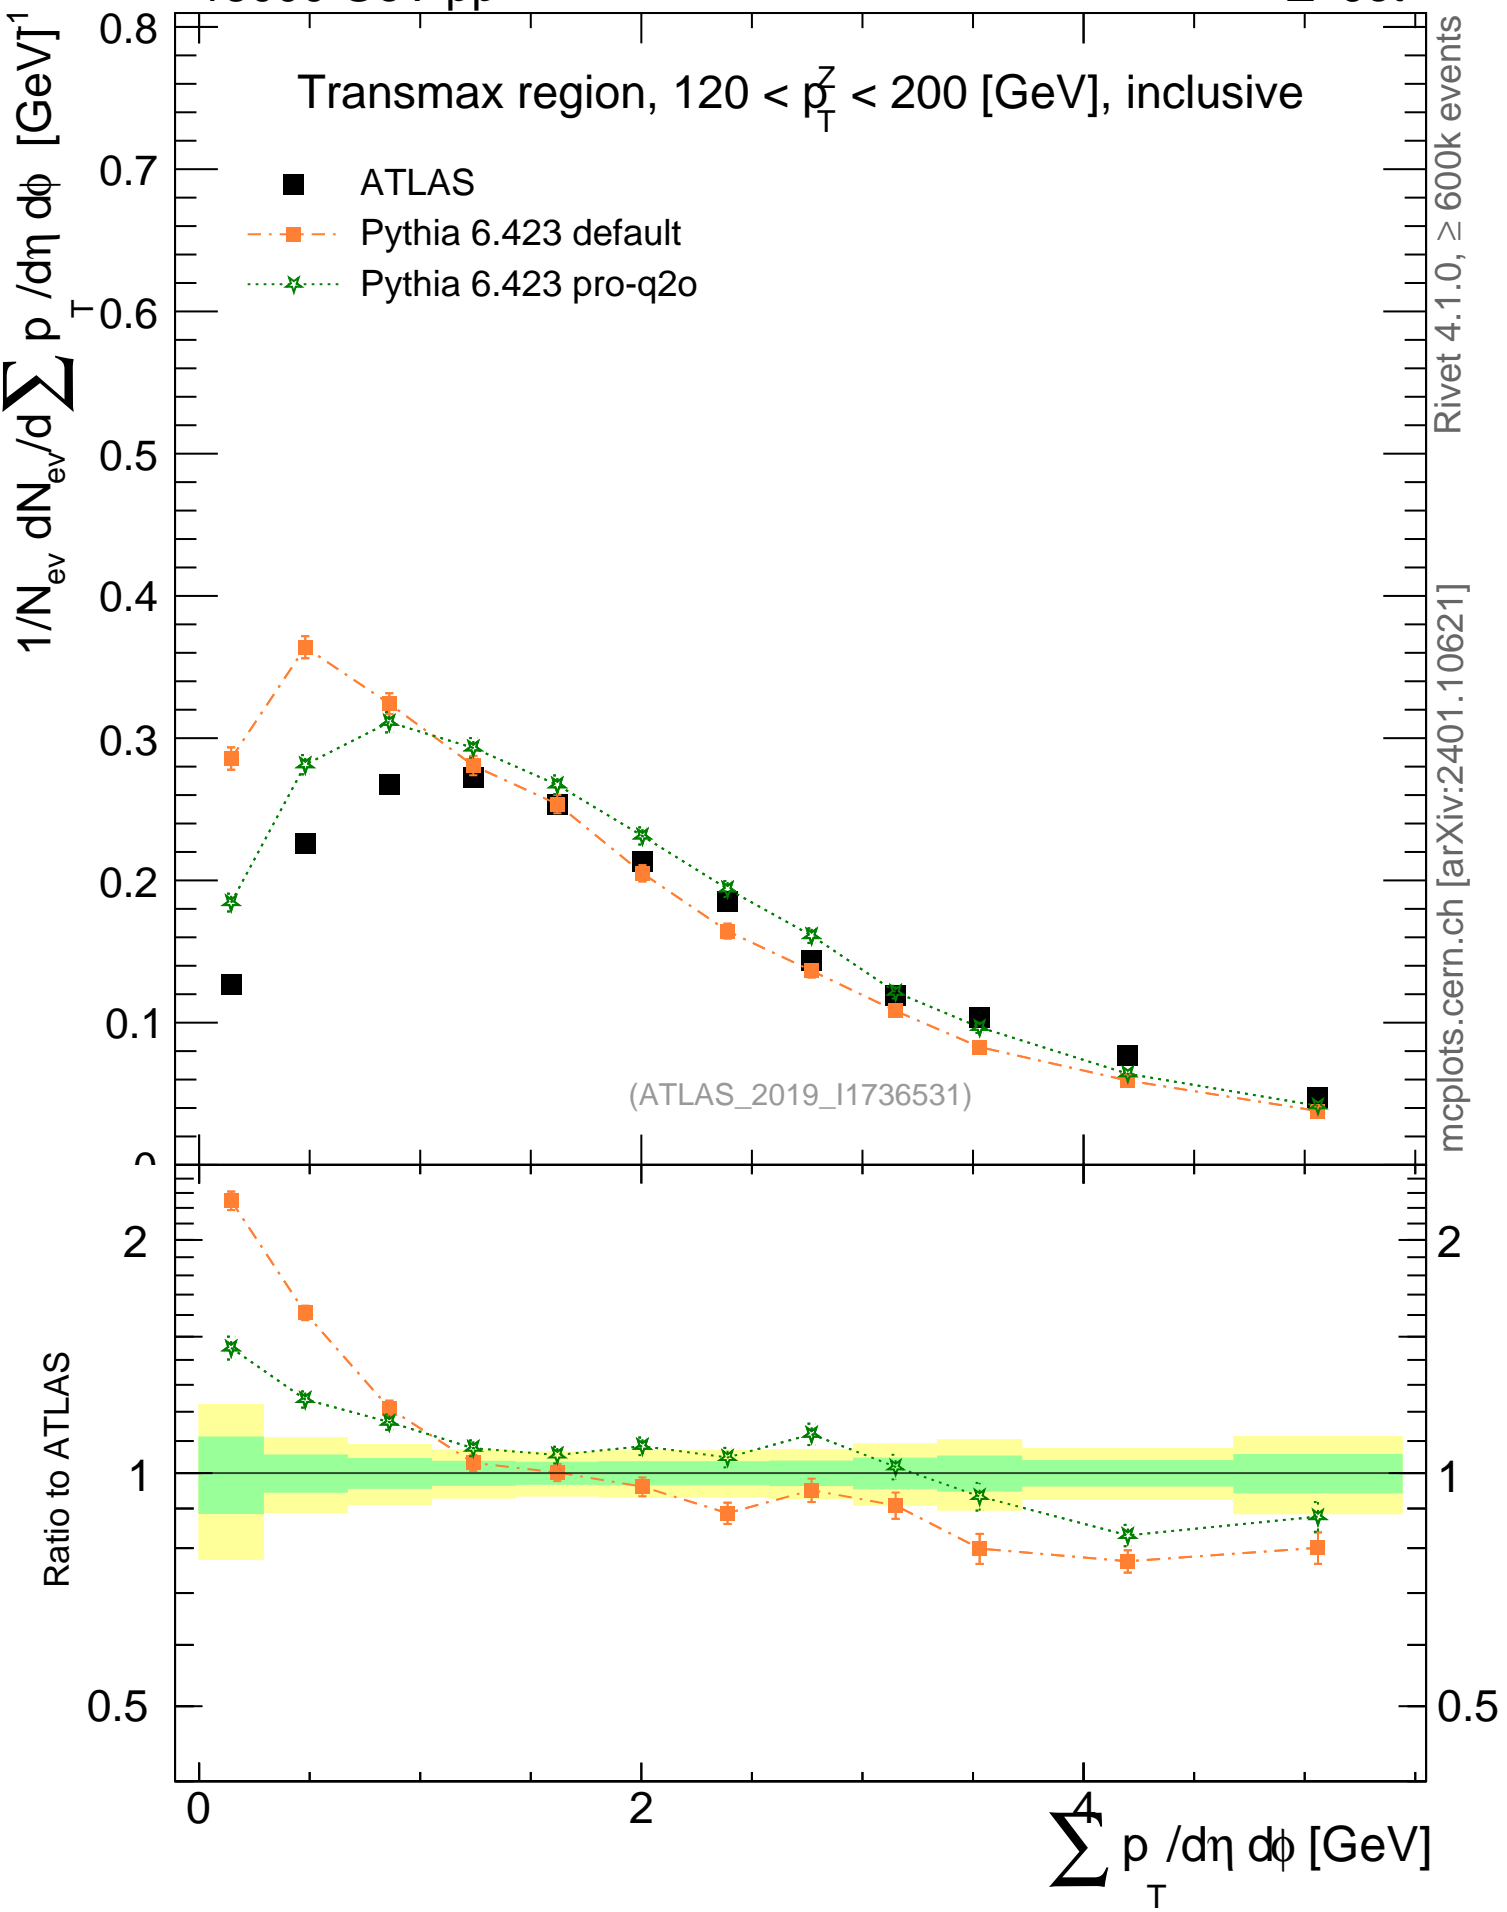 Transmax region, 120 < p_T^Z < 200 [GeV], inclusive
ATLAS
Pythia 6.423 default
Pythia 6.423 pro-q2o
1/N_ev dN_ev/d∑ p_T /dη dϕ [GeV]^-1
0.8
0.7
0.6
0.5
0.4
0.3
0.2
0.1
0
(ATLAS_2019_I1736531)
Rivet 4.1.0, ≥ 600k events
mcplots.cern.ch [arXiv:2401.10621]
Ratio to ATLAS
2
1
0.5
2
1
0.5
0
2
4
∑ p_T /dη dϕ [GeV]